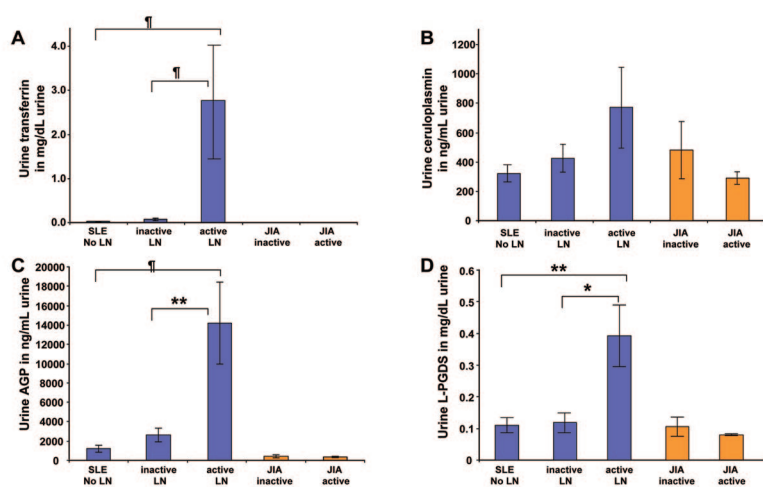 A
Urine transferrin
in mg/dL urine
4.0
3.0
2.0
1.0
0.0
¶
¶
SLE
No LN
inactive
LN
active
LN
JIA
inactive
JIA
active
B
Urine ceruloplasmin
in ng/mL urine
1200
1000
800
600
400
200
0
SLE
No LN
inactive
LN
active
LN
JIA
inactive
JIA
active
C
Urine AGP in ng/mL urine
20000
18000
16000
14000
12000
10000
8000
6000
4000
2000
0
¶
**
SLE
No LN
inactive
LN
active
LN
JIA
inactive
JIA
active
D
Urine L-PGDS in mg/dL urine
0.6
0.5
0.4
0.3
0.2
0.1
0
**
*
SLE
No LN
inactive
LN
active
LN
JIA
inactive
JIA
active